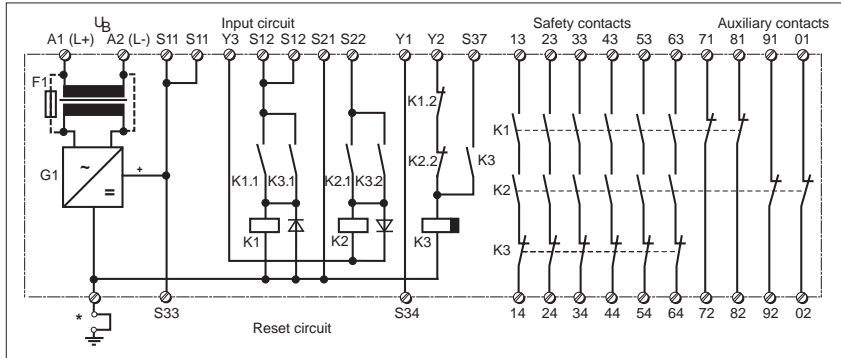 U_B Input circuit Safety contacts Auxiliary contacts
A1 (L+) A2 (L-) S11 S11 Y3 S12 S12 S21 S22 Y1 Y2 S37 13 23 33 43 53 63 71 81 91 01
F1
K1.2
K1
K2.2 K3
G1 ~ = + K1.1 K3.1 K2.1 K3.2
K2
K1 K2 K3
K3
* S33 Reset circuit S34 14 24 34 44 54 64 72 82 92 02